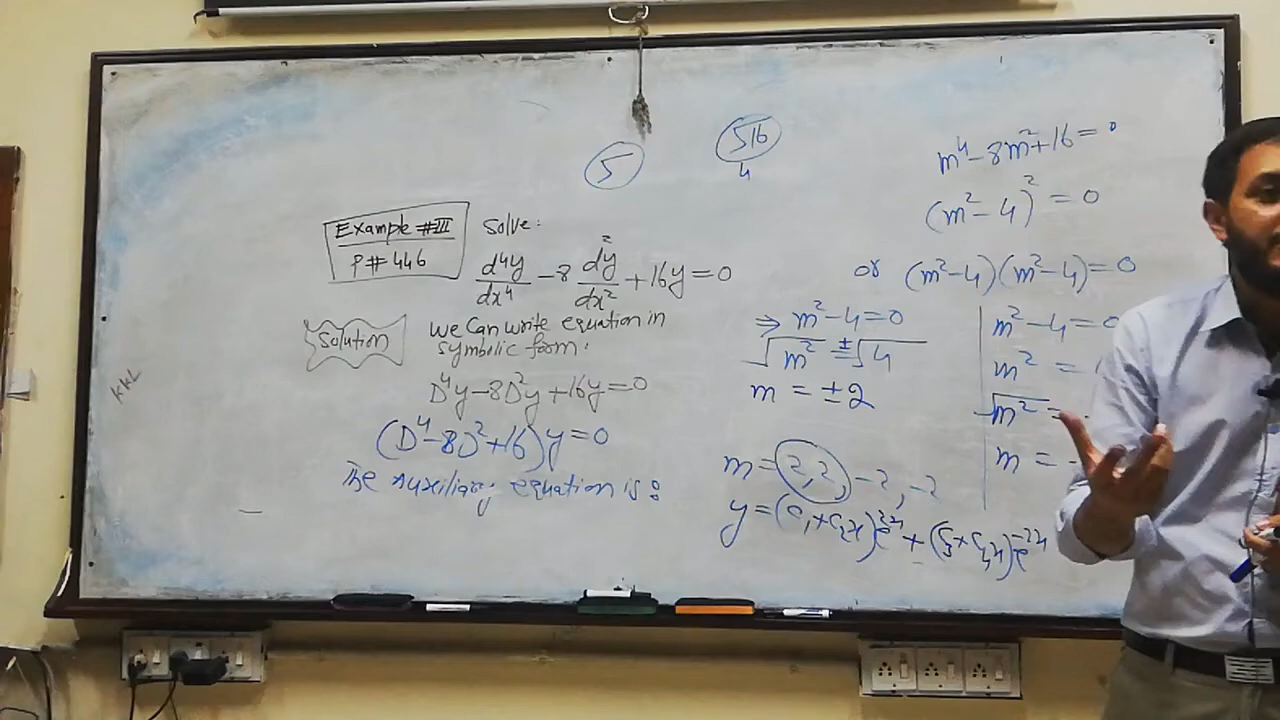 5
516
4
Example #III
P # 446
Solve:
d⁴y/dx⁴ - 8 d²y/dx² + 16y = 0
Solution
We Can write equation in
symbolic form:
D⁴y - 8D²y + 16y = 0
(D⁴ - 8D² + 16)y = 0
The Auxiliary equation is:
KKL
m⁴ - 8m² + 16 = 0
(m² - 4)² = 0
or (m² - 4)(m² - 4) = 0
⇒ m² - 4 = 0
√m² = ±√4
m = ±2
m² - 4 = 0
m² =
√m² =
m = -
m = 2, 2, -2, -2
y = (c₁ + c₂x)e²ˣ + (c₃ + c₄x)e⁻²ˣ